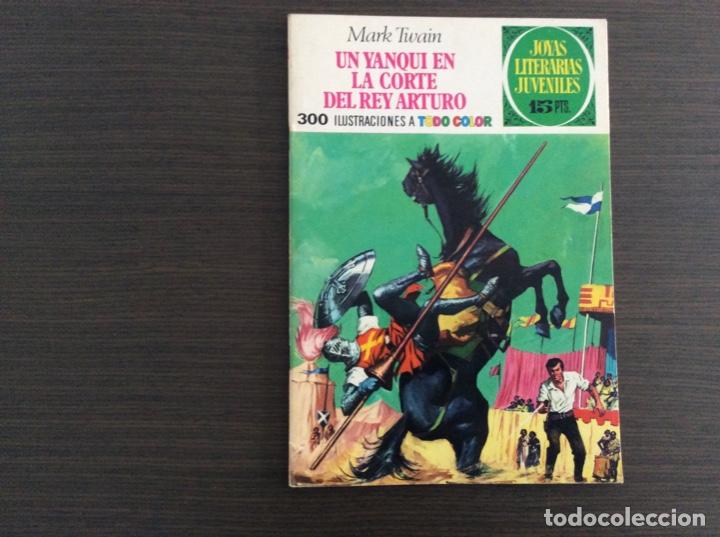 Mark Twain
UN YANQUI EN
LA CORTE
DEL REY ARTURO
300 ILUSTRACIONES A TODO COLOR
JOYAS
LITERARIAS
JUVENILES
15 PTS.
todocoleccion.net